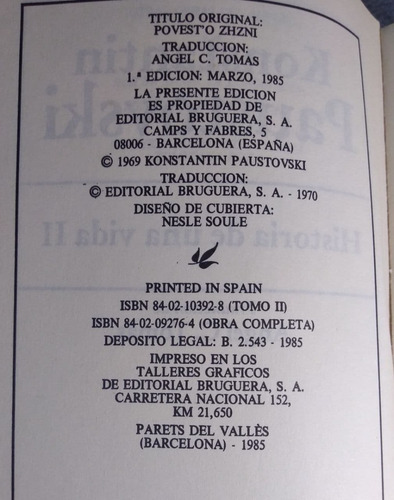 TITULO ORIGINAL:
POVEST'O ZHZNI
TRADUCCION:
ANGEL C. TOMAS
1.ª EDICION: MARZO, 1985
LA PRESENTE EDICION
ES PROPIEDAD DE
EDITORIAL BRUGUERA, S. A.
CAMPS Y FABRES, 5
08006 - BARCELONA (ESPAÑA)
© 1969 KONSTANTIN PAUSTOVSKI
TRADUCCION:
© EDITORIAL BRUGUERA, S. A. - 1970
DISEÑO DE CUBIERTA:
NESLE SOULE
PRINTED IN SPAIN
ISBN 84-02-10392-8 (TOMO II)
ISBN 84-02-09276-4 (OBRA COMPLETA)
DEPOSITO LEGAL: B. 2.543 - 1985
IMPRESO EN LOS
TALLERES GRAFICOS
DE EDITORIAL BRUGUERA, S. A.
CARRETERA NACIONAL 152,
KM 21,650
PARETS DEL VALLÈS
(BARCELONA) - 1985